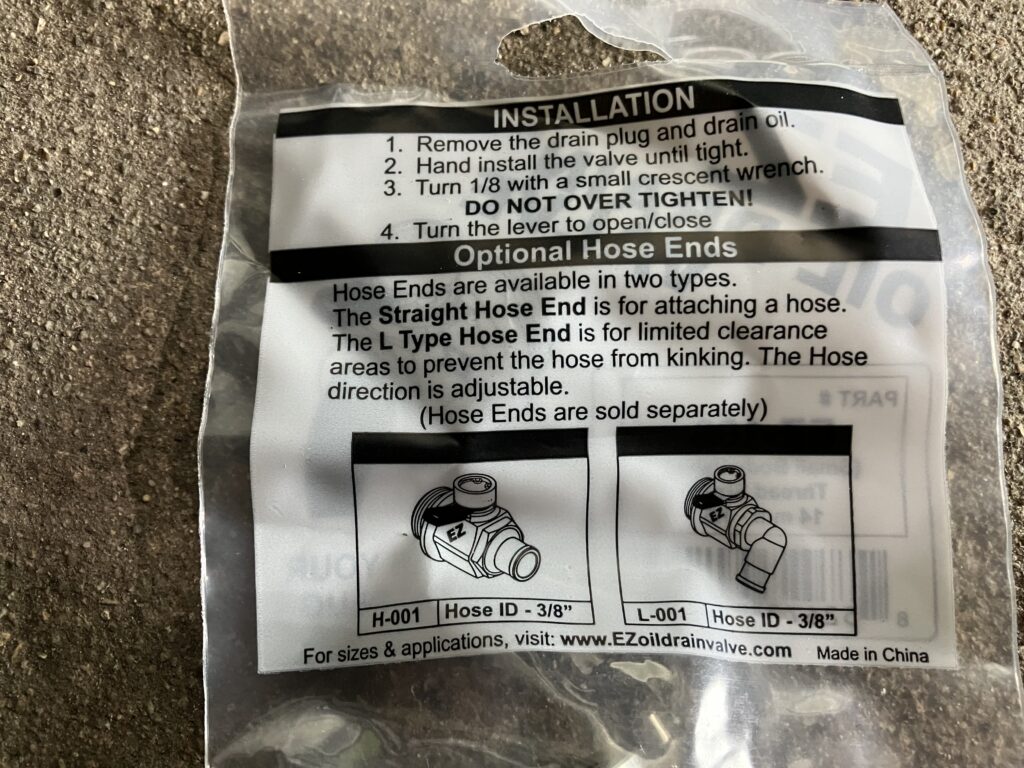 INSTALLATION
1. Remove the drain plug and drain oil.
2. Hand install the valve until tight.
3. Turn 1/8 with a small crescent wrench.
DO NOT OVER TIGHTEN!
4. Turn the lever to open/close
Optional Hose Ends
Hose Ends are available in two types.
The Straight Hose End is for attaching a hose.
The L Type Hose End is for limited clearance
areas to prevent the hose from kinking. The Hose
direction is adjustable.
(Hose Ends are sold separately)
EZ
EZ
H-001 Hose ID - 3/8”
L-001 Hose ID - 3/8”
For sizes & applications, visit: www.EZoildrainvalve.com Made in China
PART #
Thread
14 m
YOUR
OIL
8